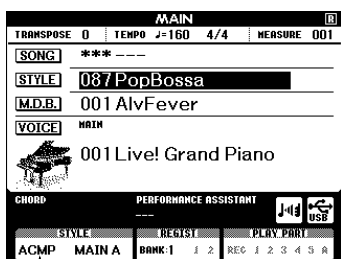 MAIN R
TRANSPOSE 0 TEMPO ♩=160 4/4 MEASURE 001
SONG *** ---
STYLE 087 PopBossa
M.D.B. 001 AlvFever
VOICE MAIN
001 Live! Grand Piano
CHORD PERFORMANCE ASSISTANT
---
USB
STYLE REGIST PLAY PART
ACMP MAIN A BANK:1 1 2 REC 1 2 3 4 5 A